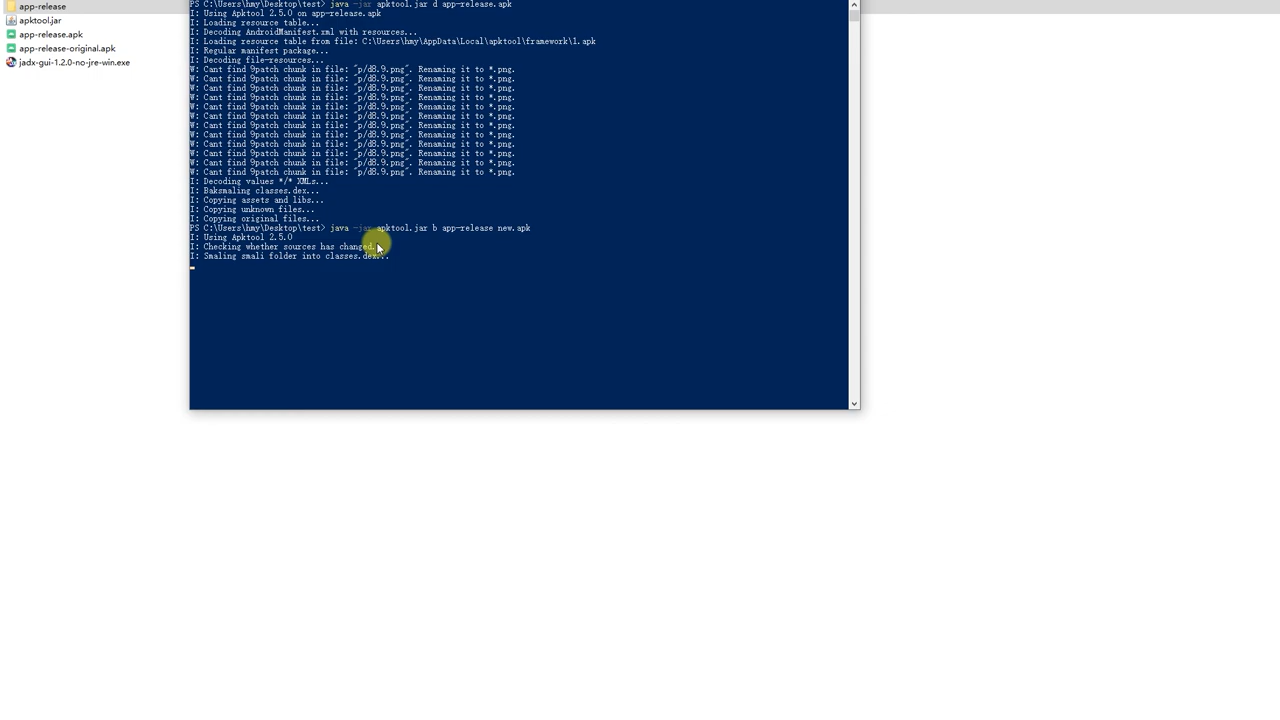 app-release
apktool.jar
app-release.apk
app-release-original.apk
jadx-gui-1.2.0-no-jre-win.exe
PS C:\Users\hmy\Desktop\test> java -jar apktool.jar d app-release.apk
I: Using Apktool 2.5.0 on app-release.apk
I: Loading resource table...
I: Decoding AndroidManifest.xml with resources...
I: Loading resource table from file: C:\Users\hmy\AppData\Local\apktool\framework\1.apk
I: Regular manifest package...
I: Decoding file-resources...
W: Cant find 9patch chunk in file: "p/d8.9.png". Renaming it to *.png.
W: Cant find 9patch chunk in file: "p/d8.9.png". Renaming it to *.png.
W: Cant find 9patch chunk in file: "p/d8.9.png". Renaming it to *.png.
W: Cant find 9patch chunk in file: "p/d8.9.png". Renaming it to *.png.
W: Cant find 9patch chunk in file: "p/d8.9.png". Renaming it to *.png.
W: Cant find 9patch chunk in file: "p/d8.9.png". Renaming it to *.png.
W: Cant find 9patch chunk in file: "p/d8.9.png". Renaming it to *.png.
W: Cant find 9patch chunk in file: "p/d8.9.png". Renaming it to *.png.
W: Cant find 9patch chunk in file: "p/d8.9.png". Renaming it to *.png.
W: Cant find 9patch chunk in file: "p/d8.9.png". Renaming it to *.png.
W: Cant find 9patch chunk in file: "p/d8.9.png". Renaming it to *.png.
W: Cant find 9patch chunk in file: "p/d8.9.png". Renaming it to *.png.
I: Decoding values */* XMLs...
I: Baksmaling classes.dex...
I: Copying assets and libs...
I: Copying unknown files...
I: Copying original files...
PS C:\Users\hmy\Desktop\test> java -jar apktool.jar b app-release new.apk
I: Using Apktool 2.5.0
I: Checking whether sources has changed...
I: Smaling smali folder into classes.dex...